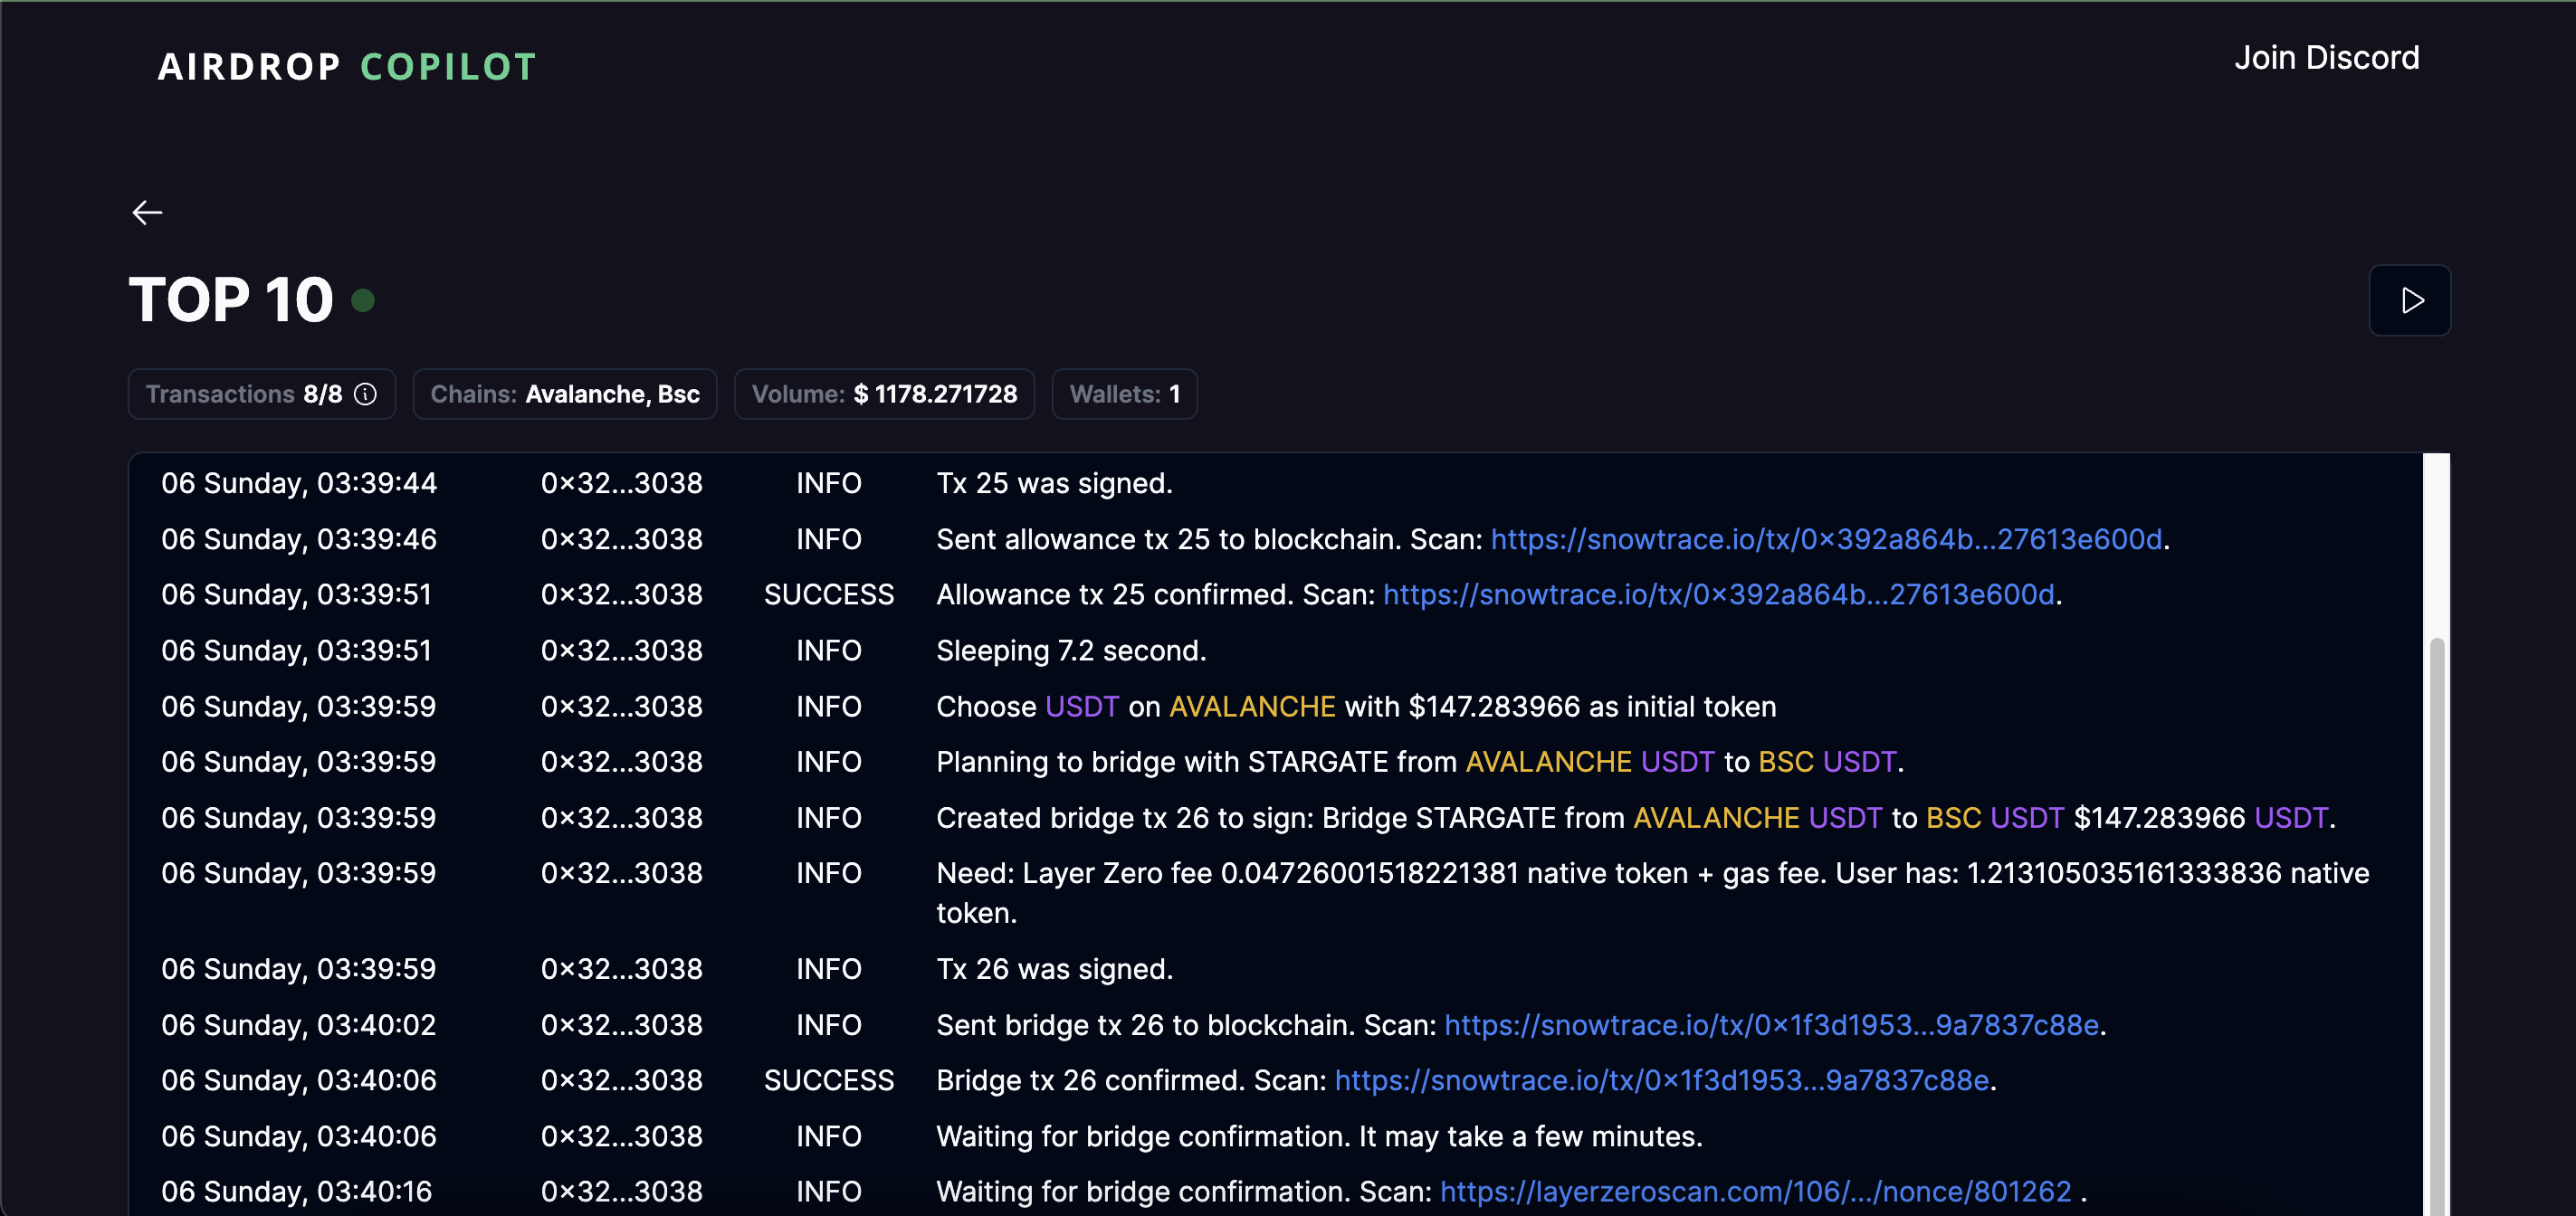 AIRDROP COPILOT
Join Discord
TOP 10
Transactions 8/8
Chains: Avalanche, Bsc
Volume: $ 1178.271728
Wallets: 1
06 Sunday, 03:39:44 0×32...3038 INFO Tx 25 was signed.
06 Sunday, 03:39:46 0×32...3038 INFO Sent allowance tx 25 to blockchain. Scan: https://snowtrace.io/tx/0×392a864b...27613e600d.
06 Sunday, 03:39:51 0×32...3038 SUCCESS Allowance tx 25 confirmed. Scan: https://snowtrace.io/tx/0×392a864b...27613e600d.
06 Sunday, 03:39:51 0×32...3038 INFO Sleeping 7.2 second.
06 Sunday, 03:39:59 0×32...3038 INFO Choose USDT on AVALANCHE with $147.283966 as initial token
06 Sunday, 03:39:59 0×32...3038 INFO Planning to bridge with STARGATE from AVALANCHE USDT to BSC USDT.
06 Sunday, 03:39:59 0×32...3038 INFO Created bridge tx 26 to sign: Bridge STARGATE from AVALANCHE USDT to BSC USDT $147.283966 USDT.
06 Sunday, 03:39:59 0×32...3038 INFO Need: Layer Zero fee 0.04726001518221381 native token + gas fee. User has: 1.213105035161333836 native
token.
06 Sunday, 03:39:59 0×32...3038 INFO Tx 26 was signed.
06 Sunday, 03:40:02 0×32...3038 INFO Sent bridge tx 26 to blockchain. Scan: https://snowtrace.io/tx/0×1f3d1953...9a7837c88e.
06 Sunday, 03:40:06 0×32...3038 SUCCESS Bridge tx 26 confirmed. Scan: https://snowtrace.io/tx/0×1f3d1953...9a7837c88e.
06 Sunday, 03:40:06 0×32...3038 INFO Waiting for bridge confirmation. It may take a few minutes.
06 Sunday, 03:40:16 0×32...3038 INFO Waiting for bridge confirmation. Scan: https://layerzeroscan.com/106/.../nonce/801262 .